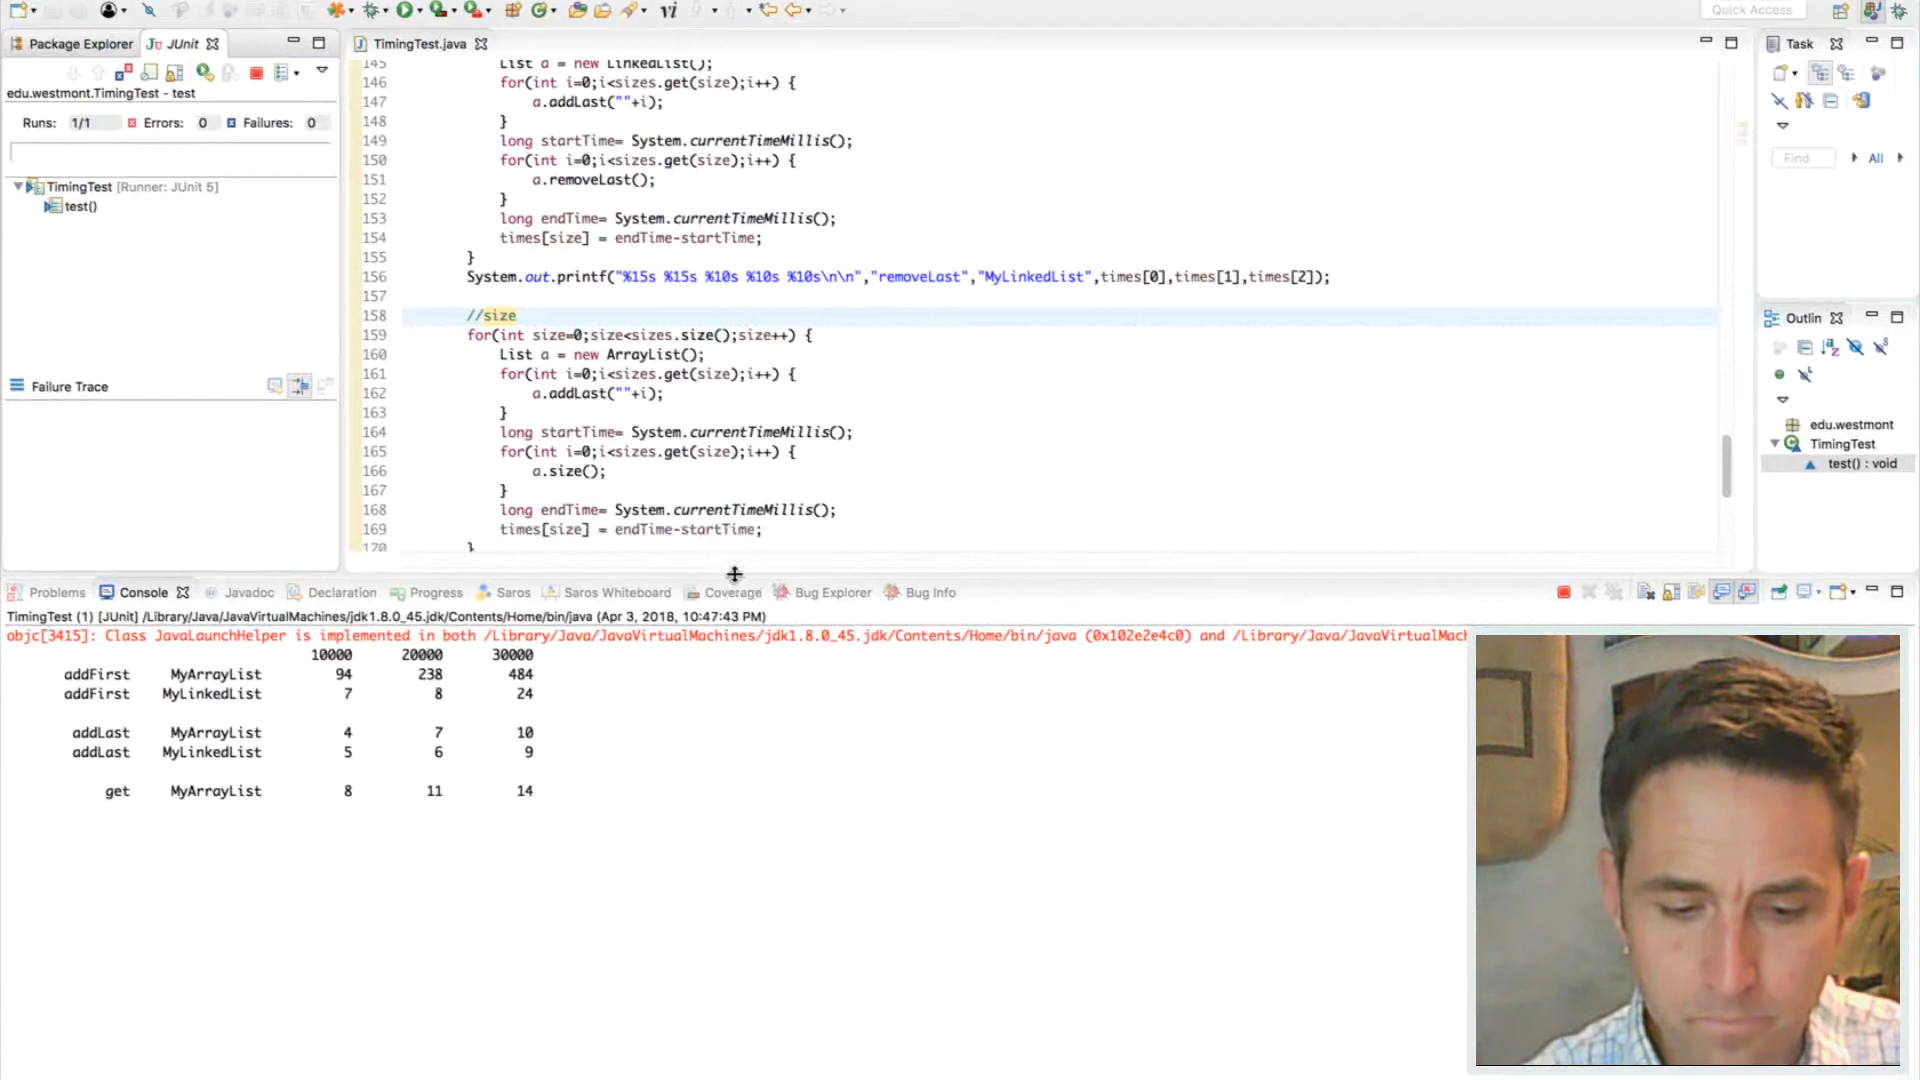 Quick Access
Package Explorer
JU JUnit
edu.westmont.TimingTest - test
Runs: 1/1 Errors: 0 Failures: 0
TimingTest [Runner: JUnit 5]
test()
Failure Trace
TimingTest.java
145 List a = new LinkedList();
146 for(int i=0;i<sizes.get(size);i++) {
147 a.addLast(""+i);
148 }
149 long startTime= System.currentTimeMillis();
150 for(int i=0;i<sizes.get(size);i++) {
151 a.removeLast();
152 }
153 long endTime= System.currentTimeMillis();
154 times[size] = endTime-startTime;
155 }
156 System.out.printf("%15s %15s %10s %10s %10s\n\n","removeLast","MyLinkedList",times[0],times[1],times[2]);
157
158 //size
159 for(int size=0;size<sizes.size();size++) {
160 List a = new ArrayList();
161 for(int i=0;i<sizes.get(size);i++) {
162 a.addLast(""+i);
163 }
164 long startTime= System.currentTimeMillis();
165 for(int i=0;i<sizes.get(size);i++) {
166 a.size();
167 }
168 long endTime= System.currentTimeMillis();
169 times[size] = endTime-startTime;
170 }
Task
Find All
Outlin
edu.westmont
TimingTest
test() : void
Problems Console Javadoc Declaration Progress Saros Saros Whiteboard Coverage Bug Explorer Bug Info
TimingTest (1) [JUnit] /Library/Java/JavaVirtualMachines/jdk1.8.0_45.jdk/Contents/Home/bin/java (Apr 3, 2018, 10:47:43 PM)
objc[3415]: Class JavaLaunchHelper is implemented in both /Library/Java/JavaVirtualMachines/jdk1.8.0_45.jdk/Contents/Home/bin/java (0x102e2e4c0) and /Library/Java/JavaVirtualMach
10000 20000 30000
addFirst MyArrayList 94 238 484
addFirst MyLinkedList 7 8 24
addLast MyArrayList 4 7 10
addLast MyLinkedList 5 6 9
get MyArrayList 8 11 14